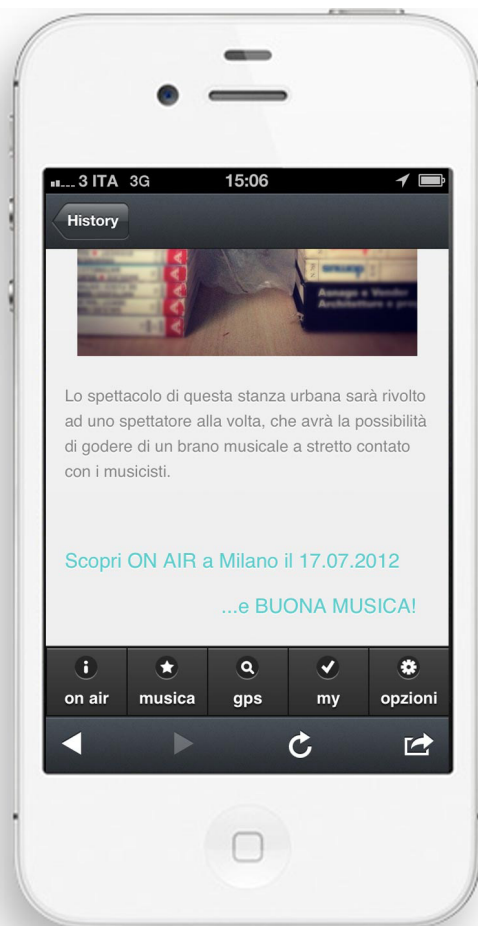 3 ITA 3G 15:06
History
Asnago e Vender
Lo spettacolo di questa stanza urbana sarà rivolto
ad uno spettatore alla volta, che avrà la possibilità
di godere di un brano musicale a stretto contato
con i musicisti.
Scopri ON AIR a Milano il 17.07.2012
...e BUONA MUSICA!
on air musica gps my opzioni